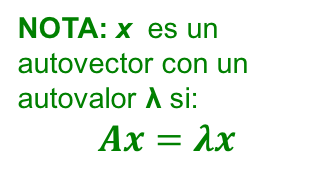 NOTA: x es un
autovector con un
autovalor λ si:
Ax = λx